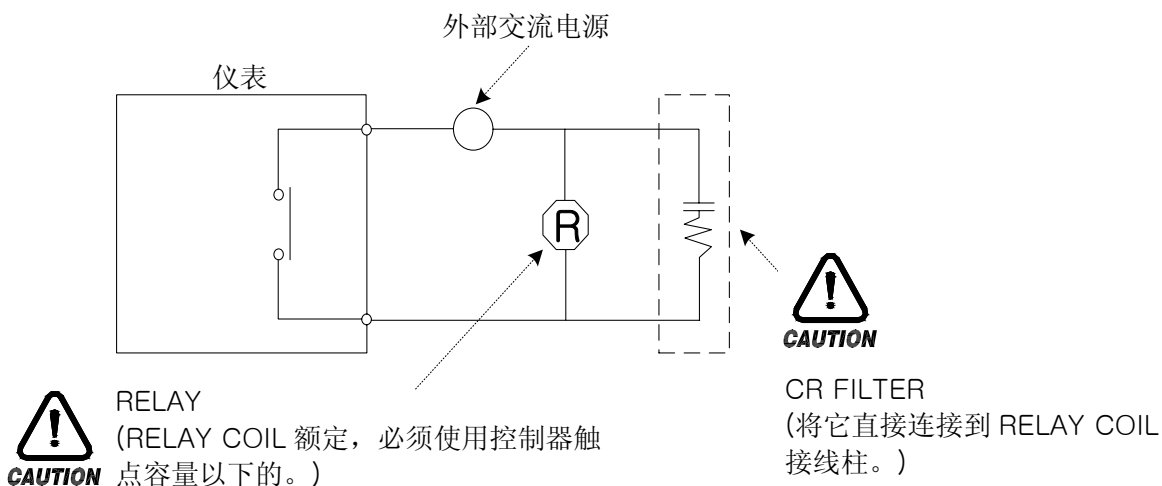 外部交流电源
仪表
R
CAUTION
CR FILTER
(将它直接连接到 RELAY COIL
接线柱。)
CAUTION
RELAY
(RELAY COIL 额定，必须使用控制器触
点容量以下的。)